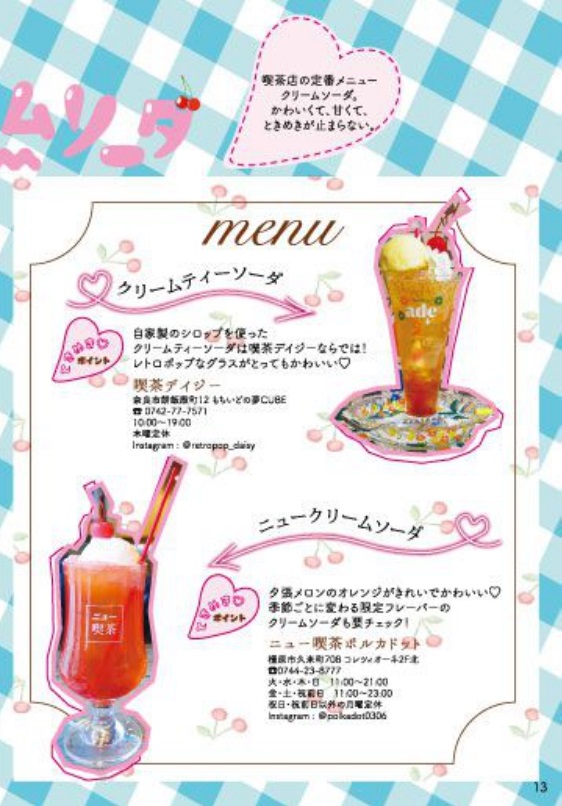 ムソーダ
喫茶店の定番メニュー
クリームソーダ。
かわいくて、甘くて、
ときめきが止まらない。
menu
クリームティーソーダ
ときめき
ポイント
自家製のシロップを使った
クリームティーソーダは喫茶デイジーならでは！
レトロポップなグラスがとってもかわいい♡
喫茶デイジー
奈良市餅飯殿町12 もちいどの夢CUBE
☎ 0742-77-7571
10:00～19:00
木曜定休
Instagram : @retropop_daisy
ade
ニュークリームソーダ
ときめき
ポイント
夕張メロンのオレンジがきれいでかわいい♡
季節ごとに変わる限定フレーバーの
クリームソーダも要チェック！
ニュー喫茶ポルカドット
橿原市久米町708 コレヅィオーネ2F北
☎0744-23-8777
火・水・木・日 11:00～21:00
金・土・祝前日 11:00～23:00
祝日・祝前日以外の月曜定休
Instagram : @polkadot0306
ニュー
喫茶
13